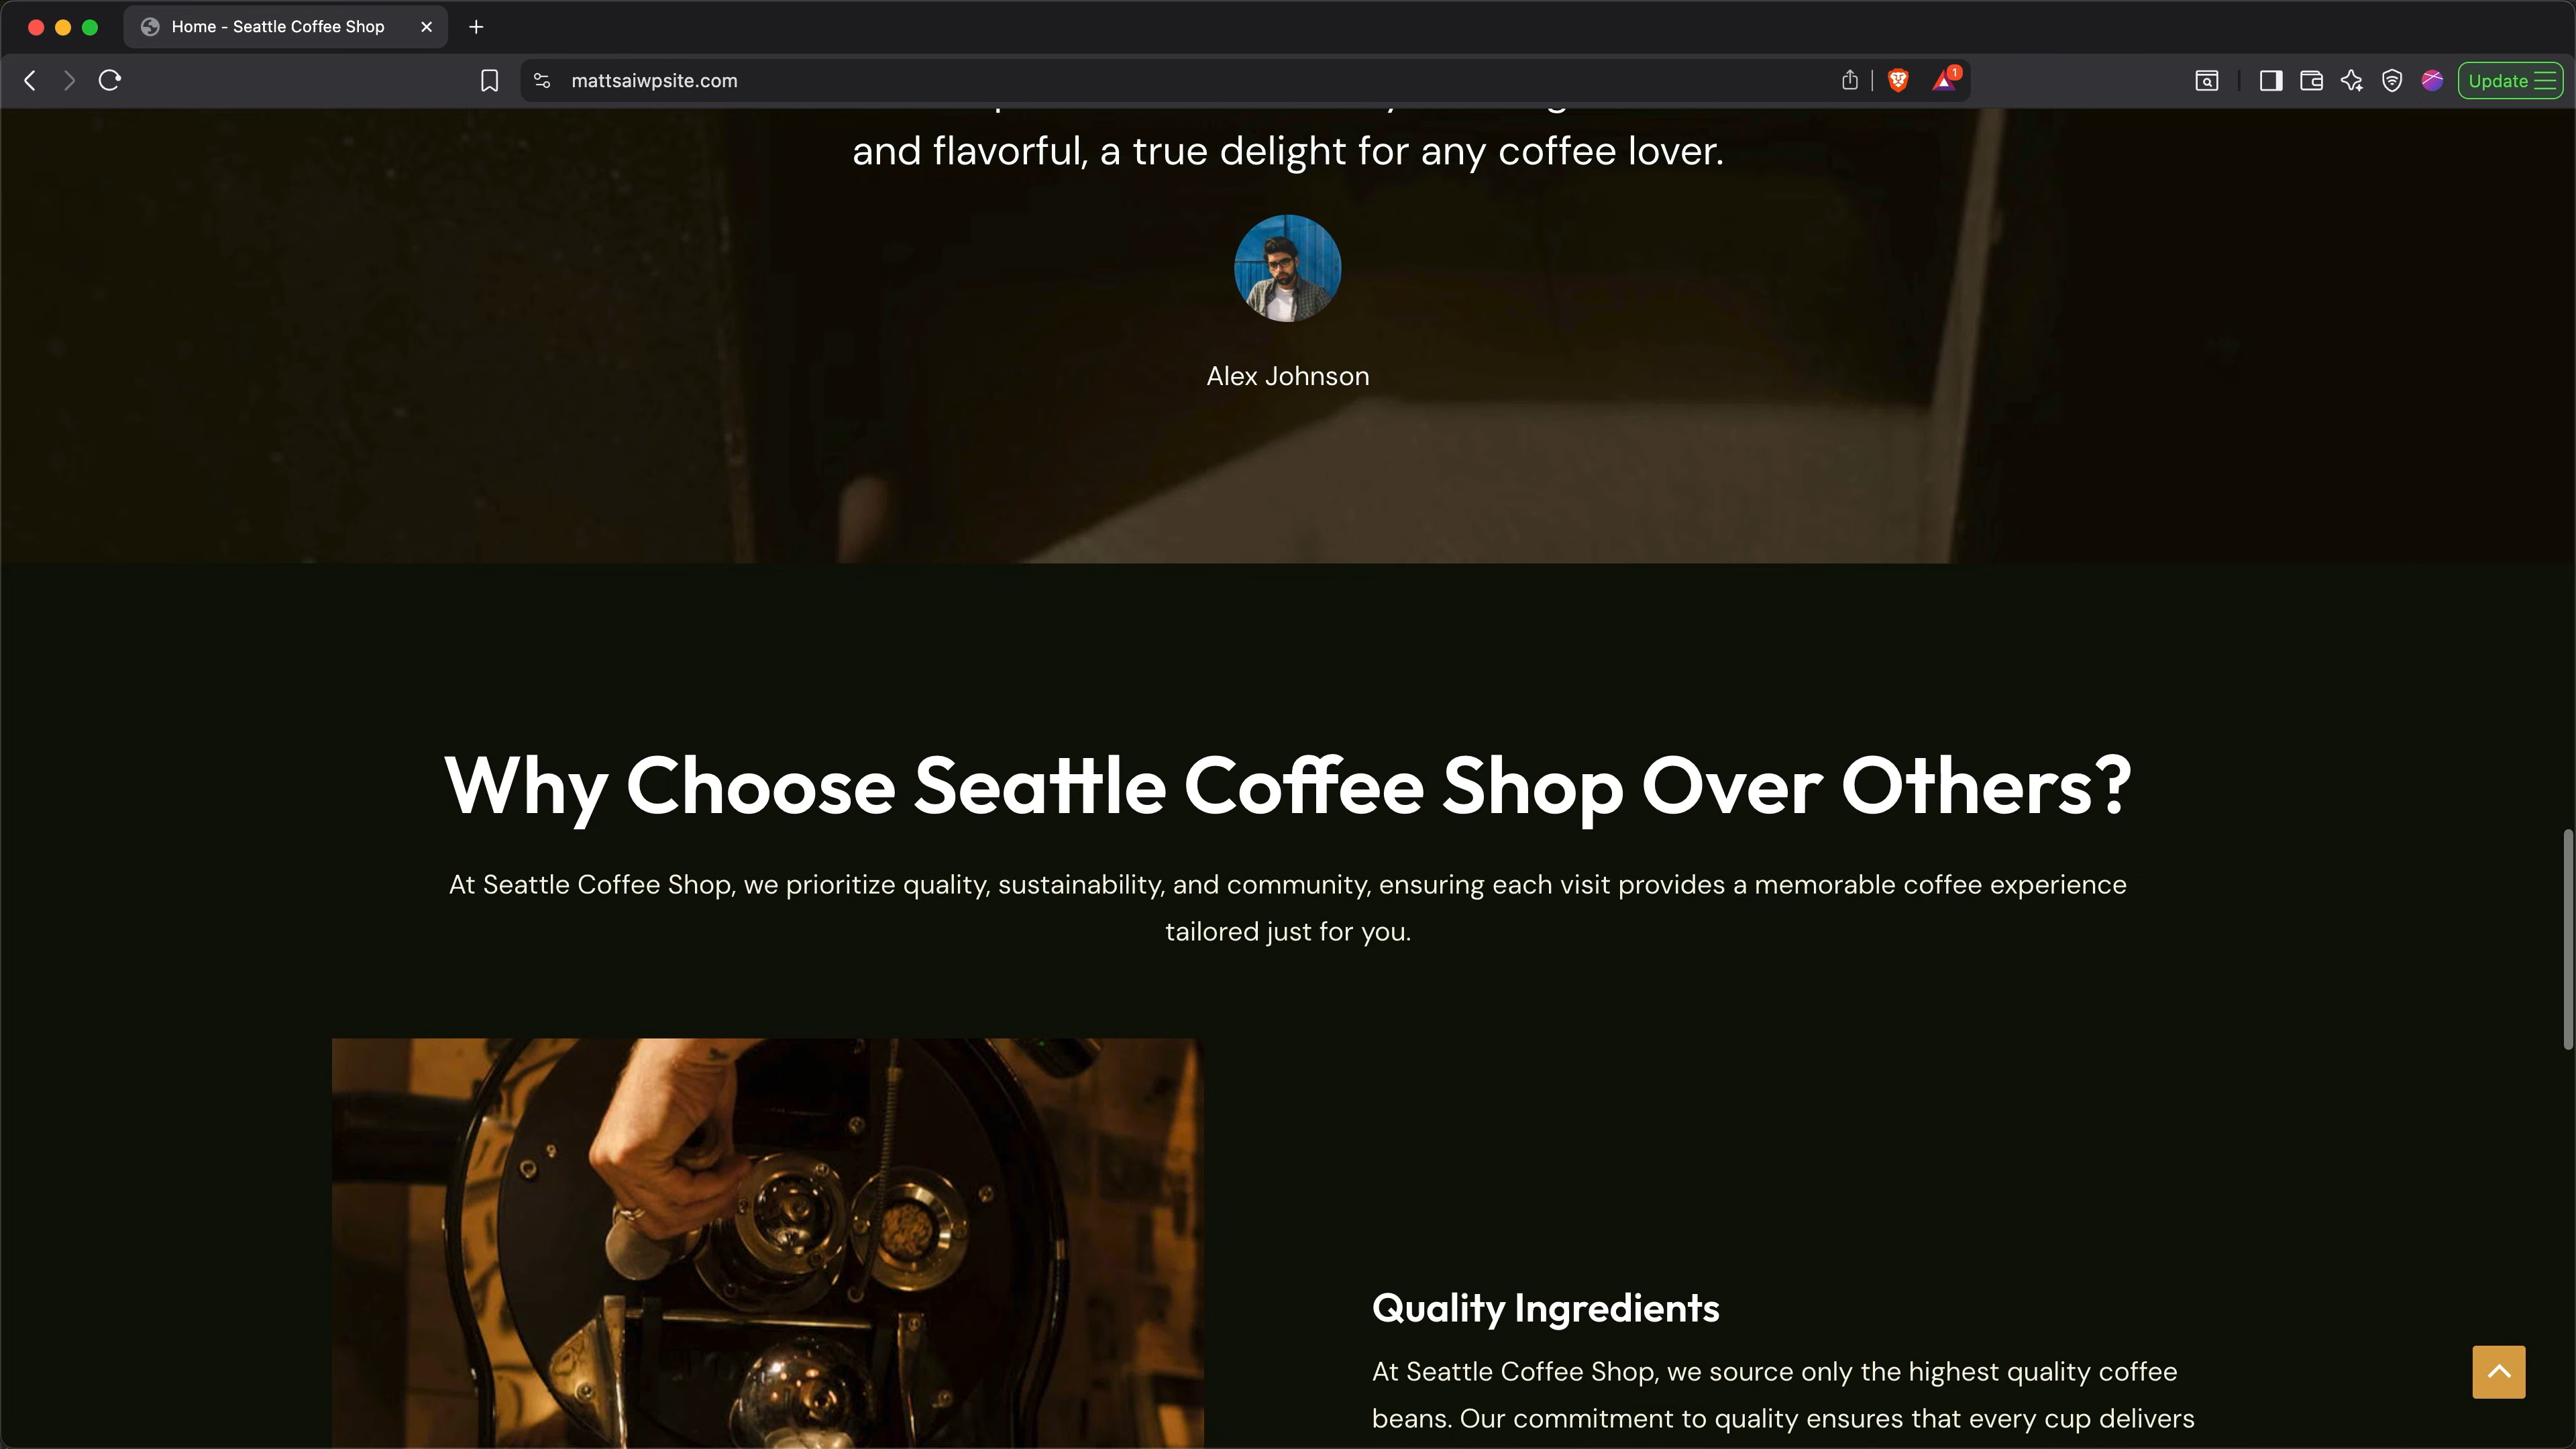 Home - Seattle Coffee Shop
mattsaiwpsite.com
1
Update
and flavorful, a true delight for any coffee lover.
Alex Johnson
Why Choose Seattle Coffee Shop Over Others?
At Seattle Coffee Shop, we prioritize quality, sustainability, and community, ensuring each visit provides a memorable coffee experience
tailored just for you.
Quality Ingredients
At Seattle Coffee Shop, we source only the highest quality coffee
beans. Our commitment to quality ensures that every cup delivers